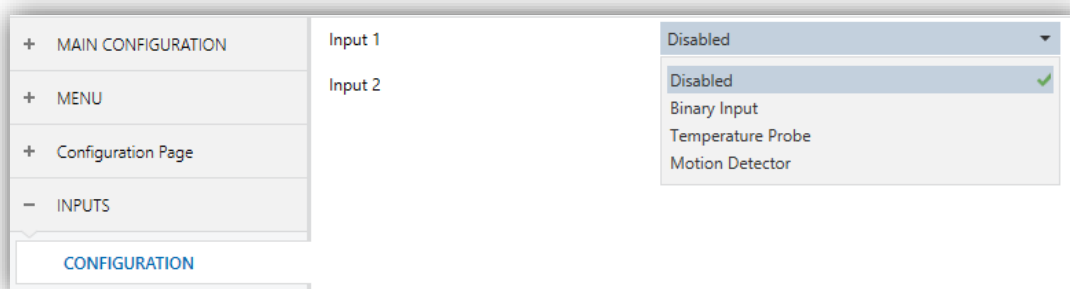 MAIN CONFIGURATION
MENU
Configuration Page
INPUTS
CONFIGURATION
Input 1
Disabled
Input 2
Disabled
Binary Input
Temperature Probe
Motion Detector